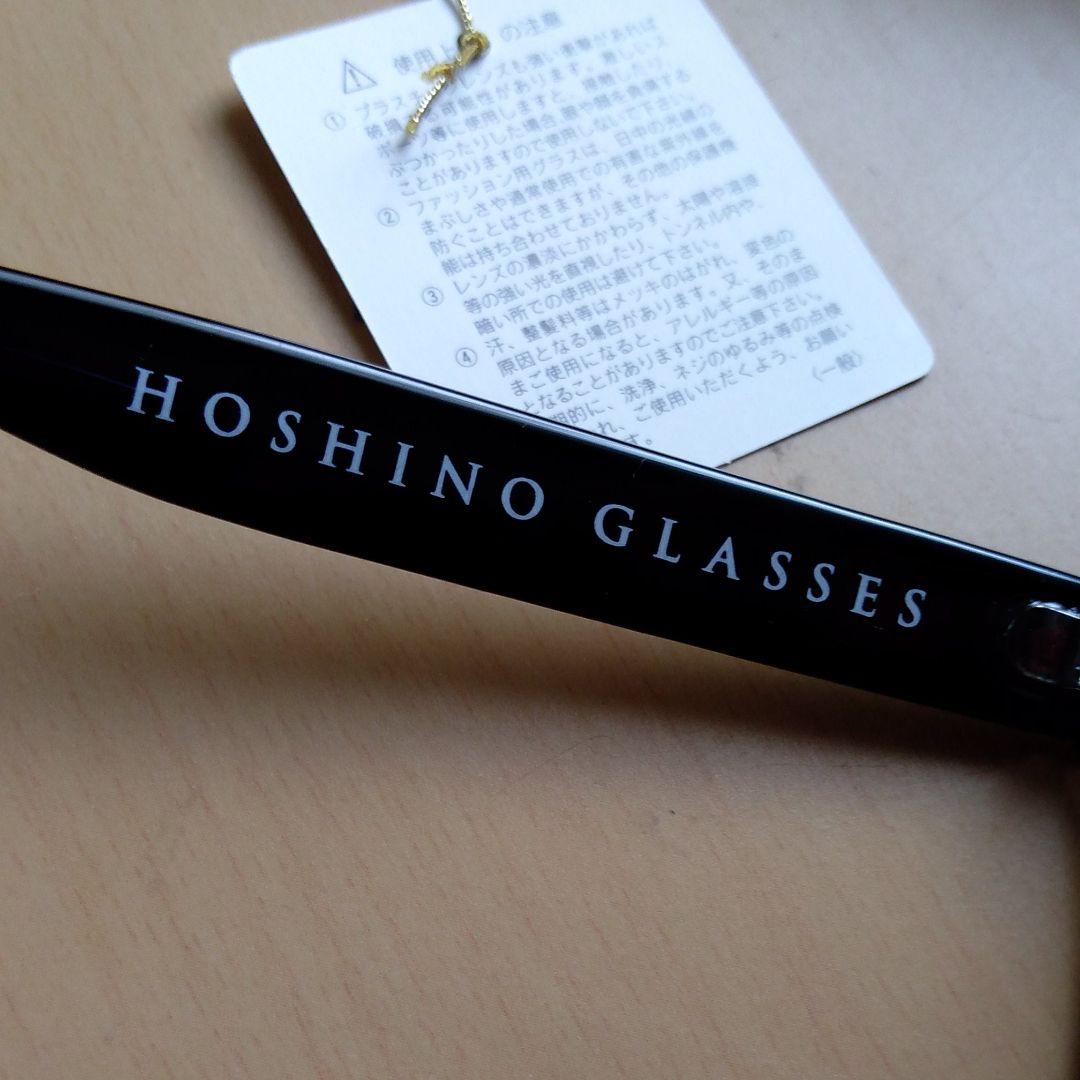 使用上の注意
① プラスチックレンズも強い衝撃があれば
破損する可能性があります。激しいス
ポーツ等に使用しますと、接触したり、
ぶつかったりした場合眼や顔を負傷する
ことがありますので使用しないで下さい。
② ファッション用グラスは、日中の太陽の
まぶしさや通常使用での有害な紫外線を
防ぐことはできますが、その他の保護機
能は持ち合わせておりません。
③ レンズの濃淡にかかわらず、太陽や溶接
等の強い光を直視したり、トンネル内や、
暗い所での使用は避けて下さい。
④ 汗、整髪料等はメッキのはがれ、変色の
原因となる場合があります。又、そのま
まご使用になると、アレルギー等の原因
となることがありますのでご注意下さい。
期的に、洗浄、ネジのゆるみ等の点検
れ、ご使用いただくよう、お願い
す。
〈一般〉
HOSHINO GLASSES